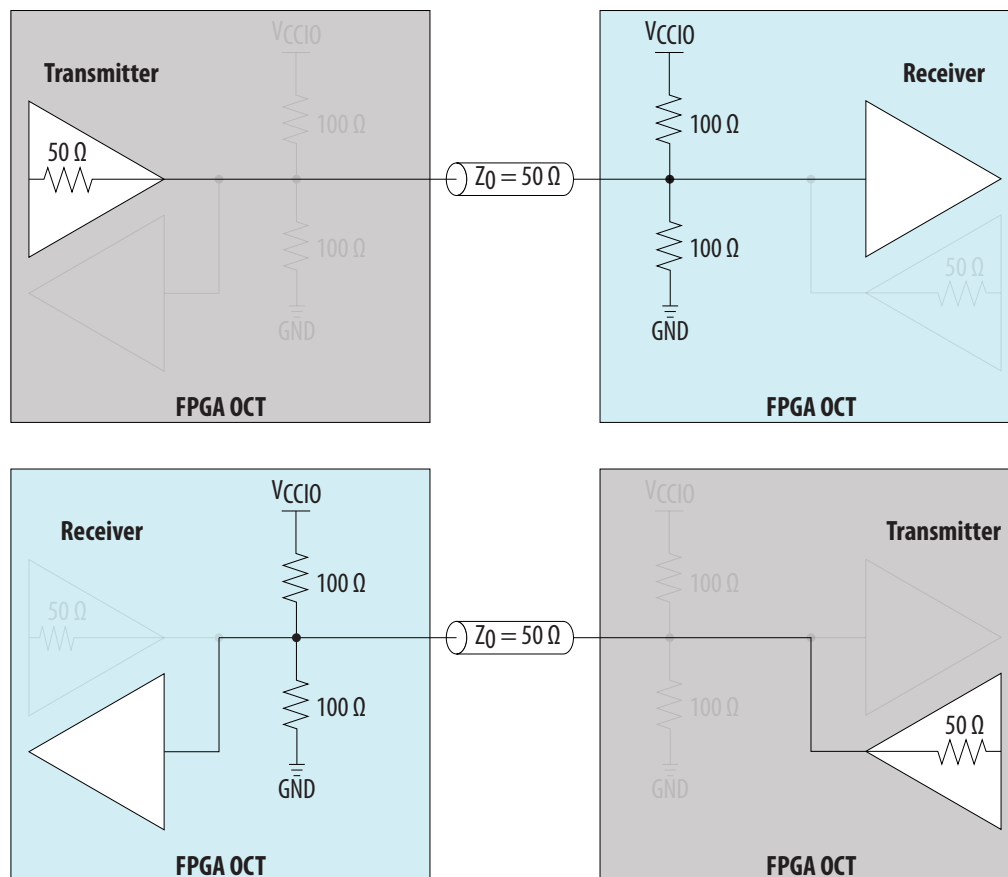 VCCIO
Transmitter
100 Ω
50 Ω
100 Ω
GND
FPGA OCT
Z0 = 50 Ω
VCCIO
Receiver
100 Ω
100 Ω
50 Ω
GND
FPGA OCT
VCCIO
Receiver
100 Ω
50 Ω
100 Ω
GND
FPGA OCT
Z0 = 50 Ω
VCCIO
Transmitter
100 Ω
100 Ω
50 Ω
GND
FPGA OCT